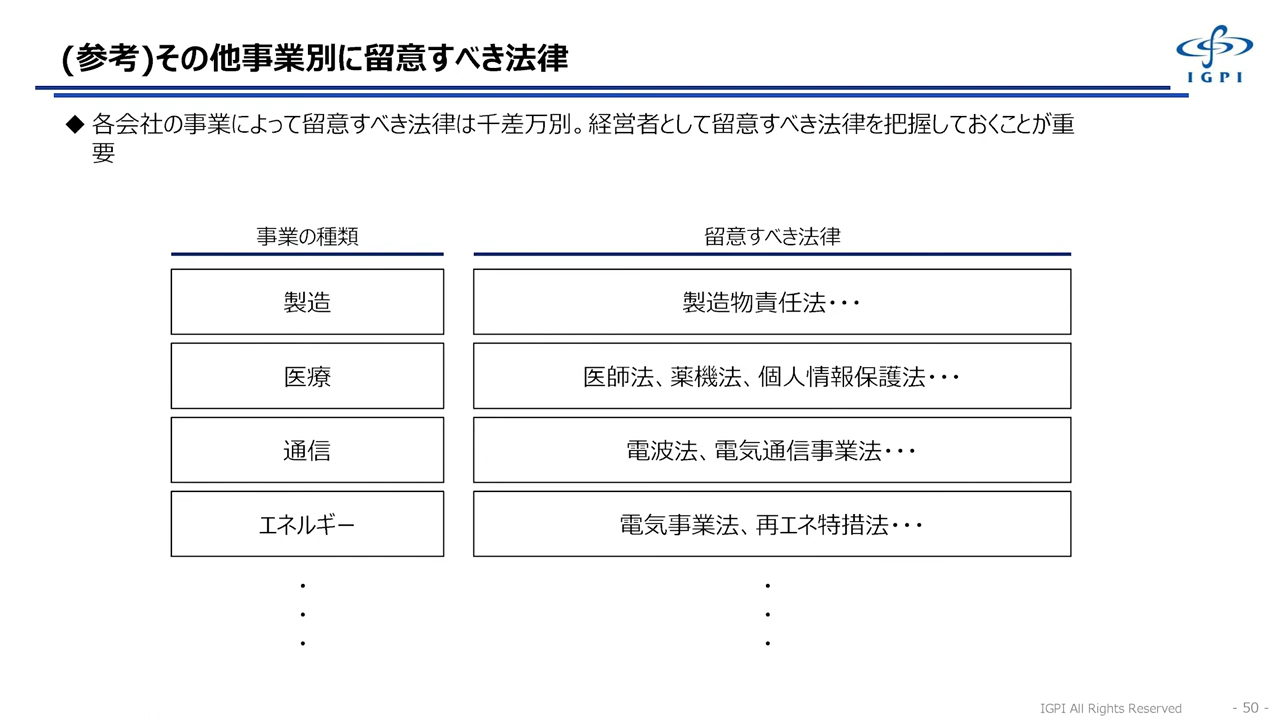 (参考)その他事業別に留意すべき法律
IGPI
◆ 各会社の事業によって留意すべき法律は千差万別。経営者として留意すべき法律を把握しておくことが重
要
事業の種類
留意すべき法律
製造
製造物責任法・・・
医療
医師法、薬機法、個人情報保護法・・・
通信
電波法、電気通信事業法・・・
エネルギー
電気事業法、再エネ特措法・・・
・ ・
・ ・
・ ・
IGPI All Rights Reserved
- 50 -